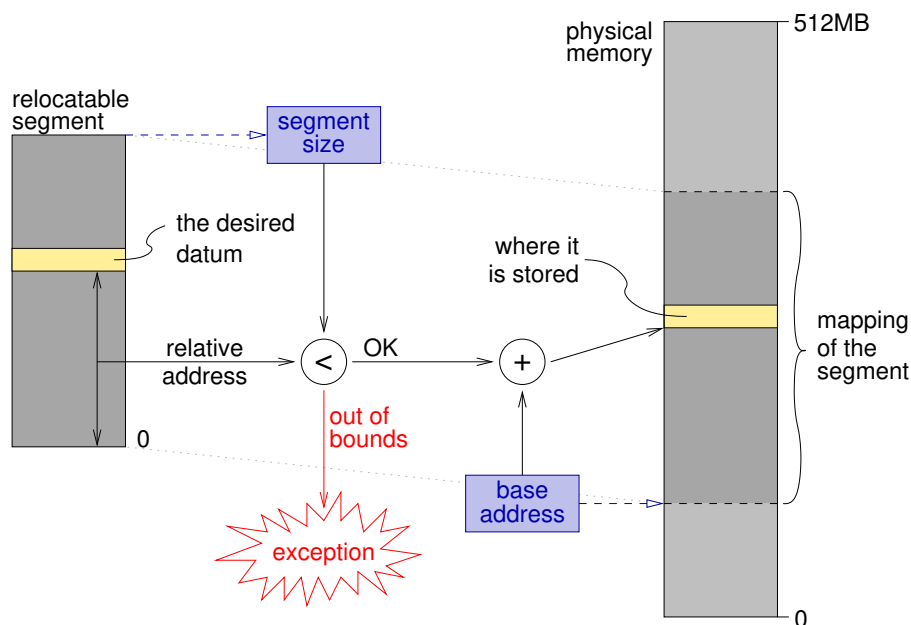 physical
memory
512MB
relocatable
segment
segment
size
the desired
datum
where it
is stored
relative
address
<
OK
+
mapping
of the
segment
out of
bounds
0
base
address
exception
0